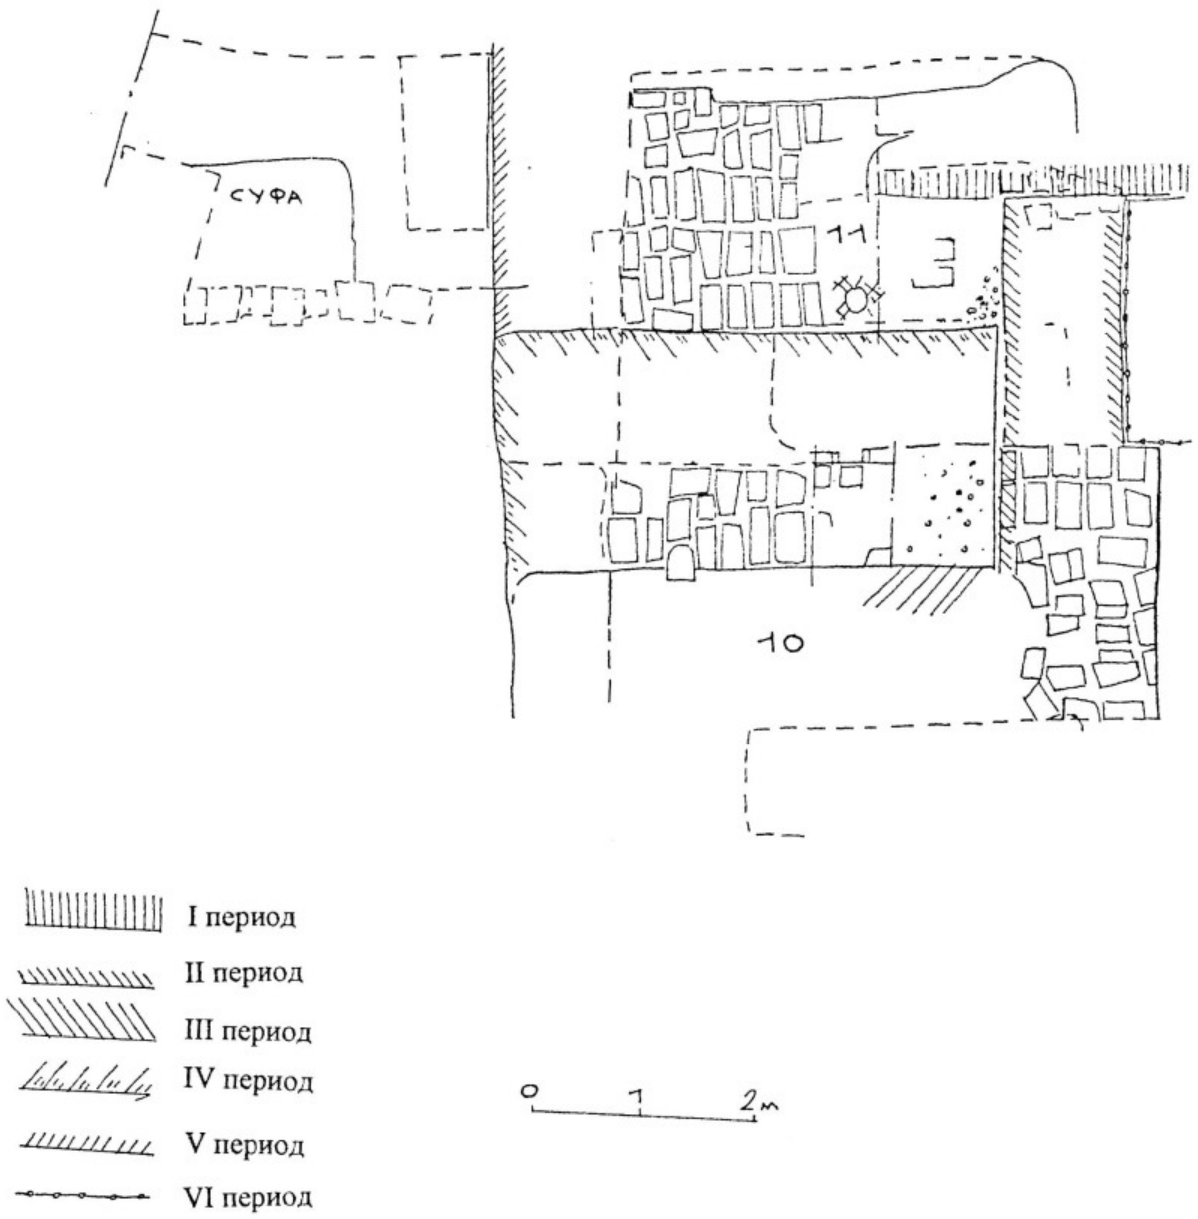 СУФА
11
10
I период
II период
III период
IV период
V период
VI период
0 1 2м